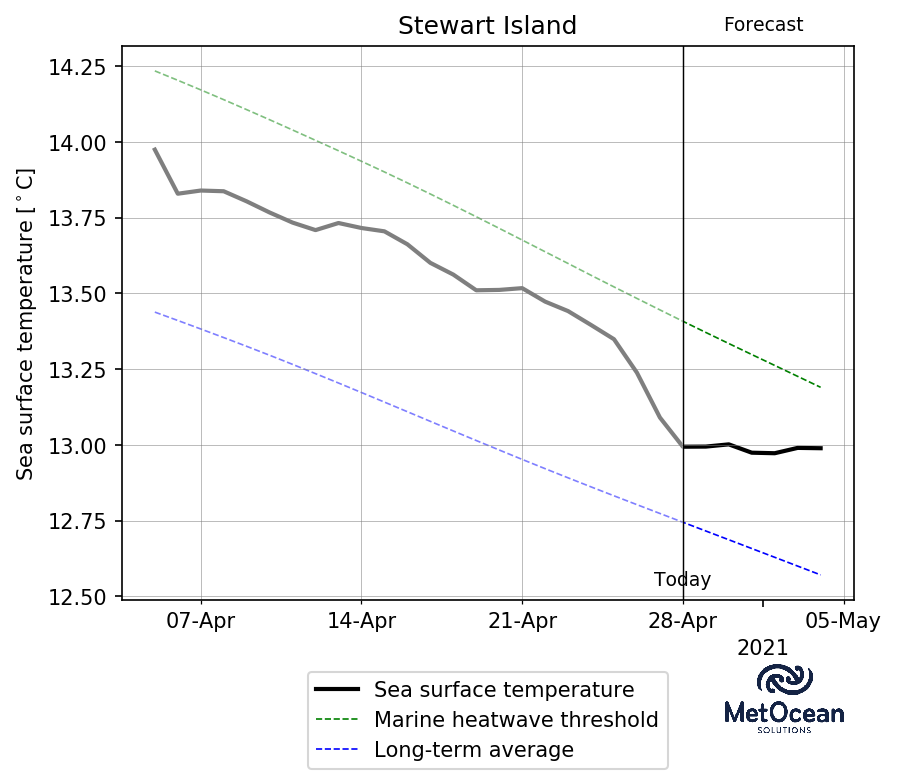 Stewart Island
Forecast
Sea surface temperature [°C]
14.25
14.00
13.75
13.50
13.25
13.00
12.75
12.50
Today
07-Apr 14-Apr 21-Apr 28-Apr 05-May
2021
Sea surface temperature
Marine heatwave threshold
Long-term average
MetOcean
SOLUTIONS